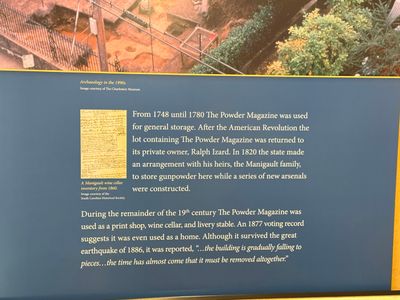 Archaeology in the 1990s
Image courtesy of The Charleston Museum
From 1748 until 1780 The Powder Magazine was used
for general storage. After the American Revolution the
lot containing The Powder Magazine was returned to
its private owner, Ralph Izard. In 1820 the state made
an arrangement with his heirs, the Manigault family,
to store gunpowder here while a series of new arsenals
were constructed.
A Manigault wine cellar
inventory from 1860.
Image courtesy of the
South Carolina Historical Society
During the remainder of the 19th century The Powder Magazine was
used as a print shop, wine cellar, and livery stable. An 1877 voting record
suggests it was even used as a home. Although it survived the great
earthquake of 1886, it was reported, “…the building is gradually falling to
pieces…the time has almost come that it must be removed altogether.”